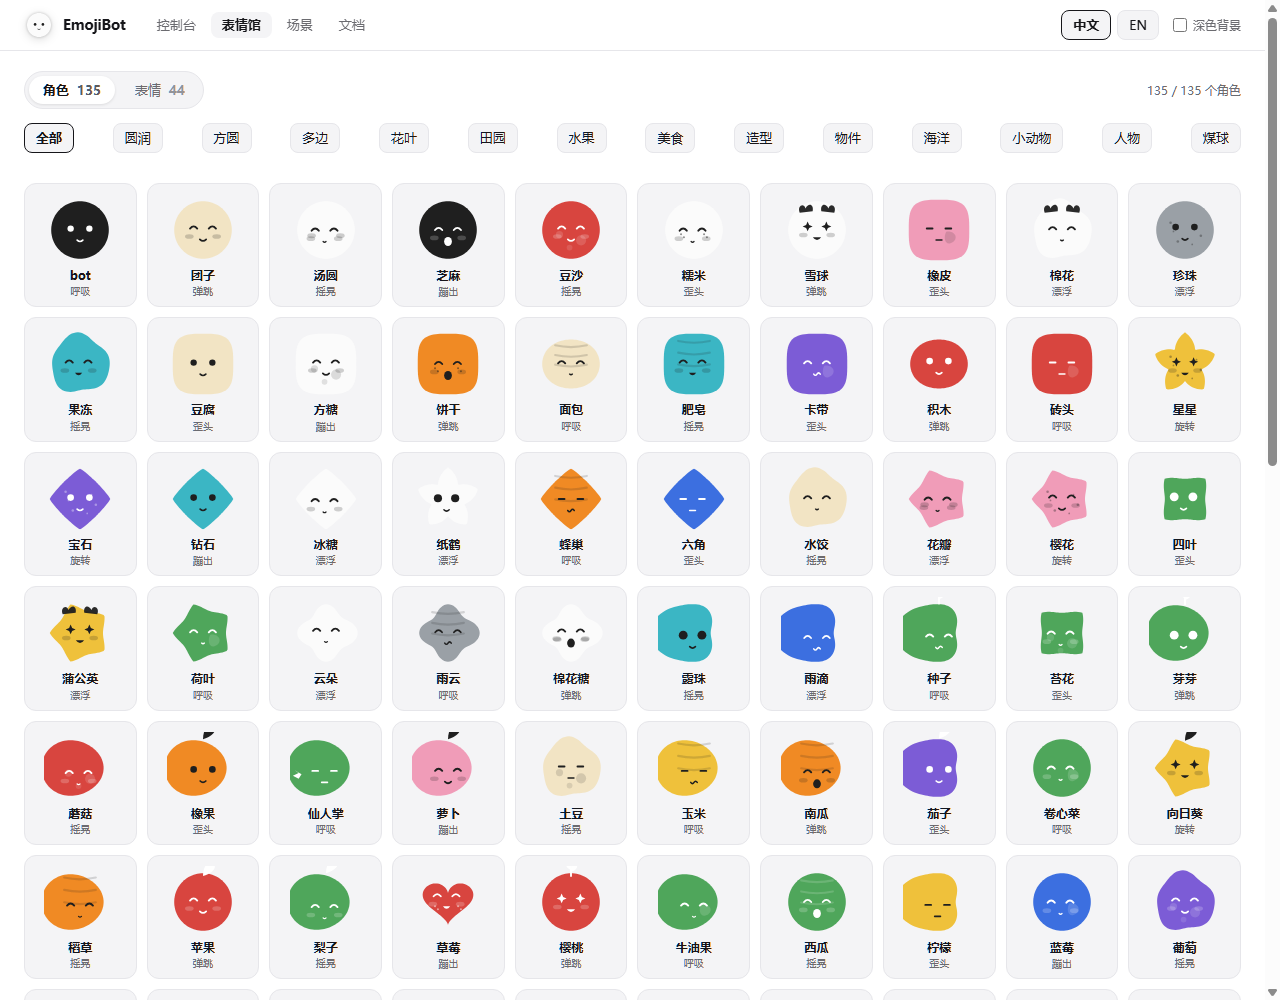 EmojiBot 控制台 表情馆 场景 文档 中文 EN 深色背景
角色 135 表情 44 135 / 135 个角色
全部 圆润 方圆 多边 花叶 田园 水果 美食 造型 物件 海洋 小动物 人物 煤球
bot 团子 汤圆 芝麻 豆沙 糯米 雪球 橡皮 棉花 珍珠
呼吸 弹跳 摇晃 蹦出 摇晃 歪头 弹跳 歪头 漂浮 漂浮
果冻 豆腐 方糖 饼干 面包 肥皂 卡带 积木 砖头 星星
摇晃 歪头 蹦出 弹跳 呼吸 摇晃 歪头 弹跳 呼吸 旋转
宝石 钻石 冰糖 纸鹤 蜂巢 六角 水饺 花瓣 樱花 四叶
旋转 蹦出 漂浮 漂浮 呼吸 歪头 摇晃 漂浮 旋转 歪头
蒲公英 荷叶 云朵 雨云 棉花糖 露珠 雨滴 种子 苔花 芽芽
漂浮 呼吸 漂浮 呼吸 弹跳 摇晃 漂浮 呼吸 歪头 弹跳
蘑菇 橡果 仙人掌 萝卜 土豆 玉米 南瓜 茄子 卷心菜 向日葵
摇晃 歪头 呼吸 蹦出 摇晃 呼吸 弹跳 歪头 呼吸 旋转
稻草 苹果 梨子 草莓 樱桃 牛油果 西瓜 柠檬 蓝莓 葡萄
摇晃 弹跳 摇晃 蹦出 弹跳 呼吸 摇晃 歪头 蹦出 摇晃